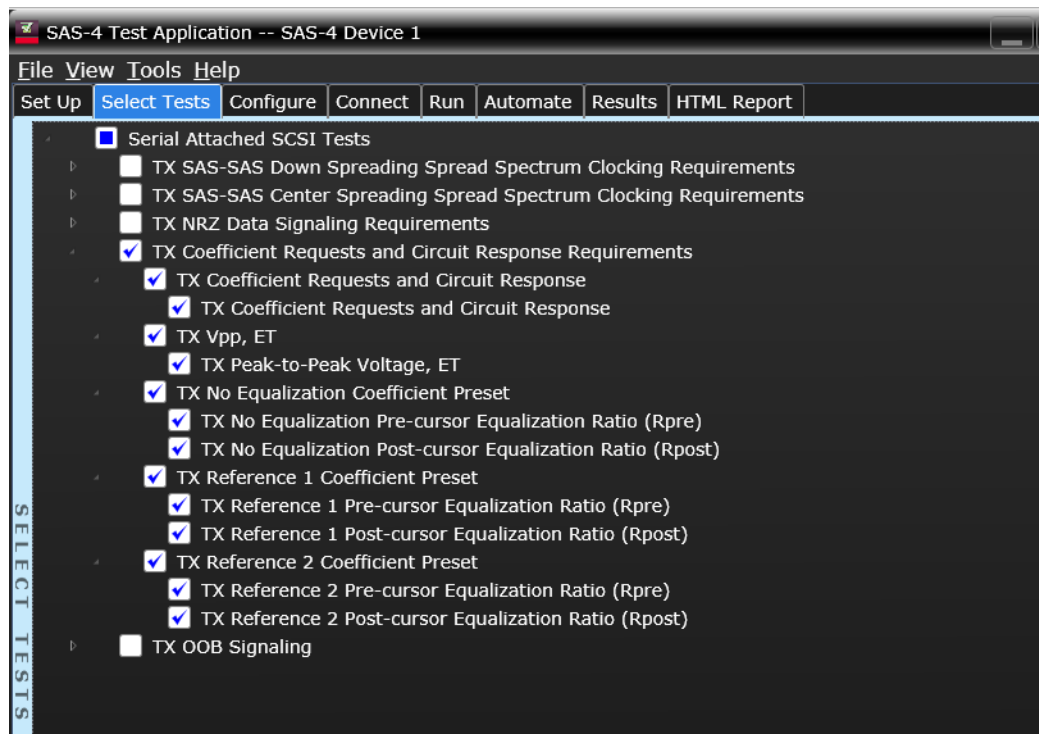 SAS-4 Test Application -- SAS-4 Device 1
File View Tools Help
Set Up Select Tests Configure Connect Run Automate Results HTML Report
Serial Attached SCSI Tests
TX SAS-SAS Down Spreading Spread Spectrum Clocking Requirements
TX SAS-SAS Center Spreading Spread Spectrum Clocking Requirements
TX NRZ Data Signaling Requirements
TX Coefficient Requests and Circuit Response Requirements
TX Coefficient Requests and Circuit Response
TX Coefficient Requests and Circuit Response
TX Vpp, ET
TX Peak-to-Peak Voltage, ET
TX No Equalization Coefficient Preset
TX No Equalization Pre-cursor Equalization Ratio (Rpre)
TX No Equalization Post-cursor Equalization Ratio (Rpost)
TX Reference 1 Coefficient Preset
TX Reference 1 Pre-cursor Equalization Ratio (Rpre)
TX Reference 1 Post-cursor Equalization Ratio (Rpost)
TX Reference 2 Coefficient Preset
TX Reference 2 Pre-cursor Equalization Ratio (Rpre)
TX Reference 2 Post-cursor Equalization Ratio (Rpost)
TX OOB Signaling
SELECT TESTS